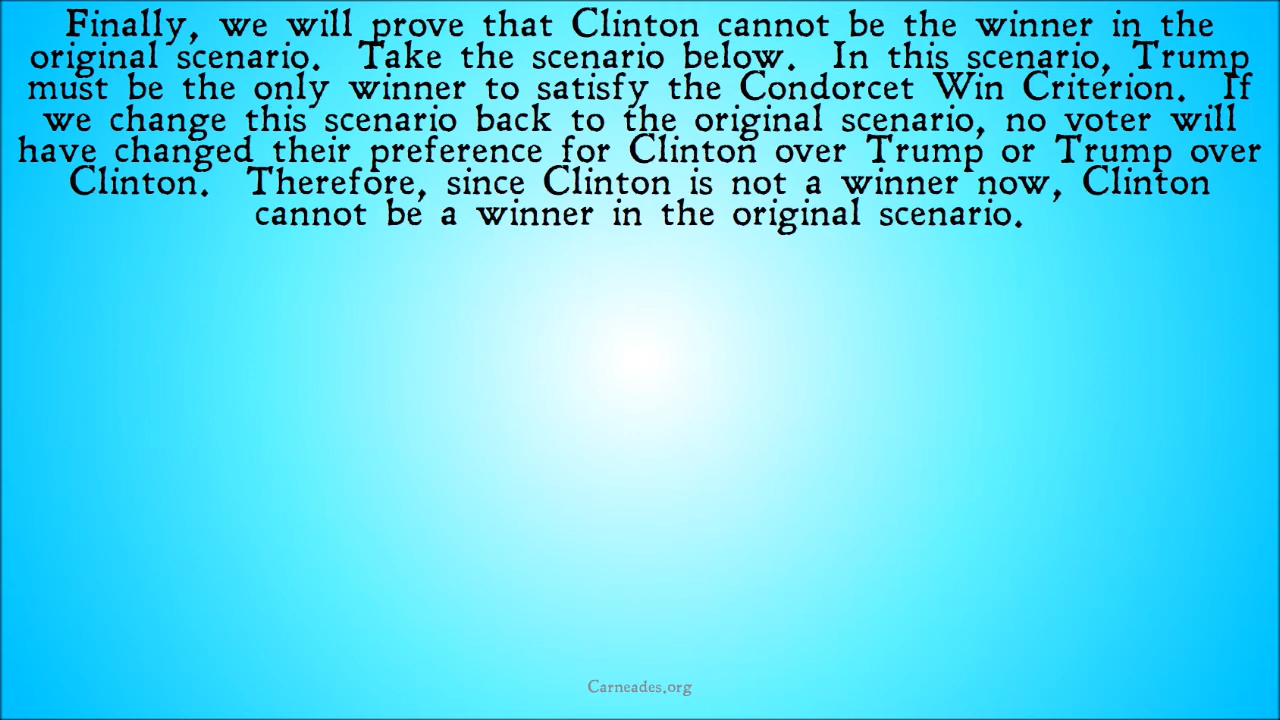 Finally, we will prove that Clinton cannot be the winner in the
original scenario.  Take the scenario below.  In this scenario, Trump
must be the only winner to satisfy the Condorcet Win Criterion.  If
we change this scenario back to the original scenario, no voter will
have changed their preference for Clinton over Trump or Trump over
Clinton.  Therefore, since Clinton is not a winner now, Clinton
cannot be a winner in the original scenario.
Carneades.org